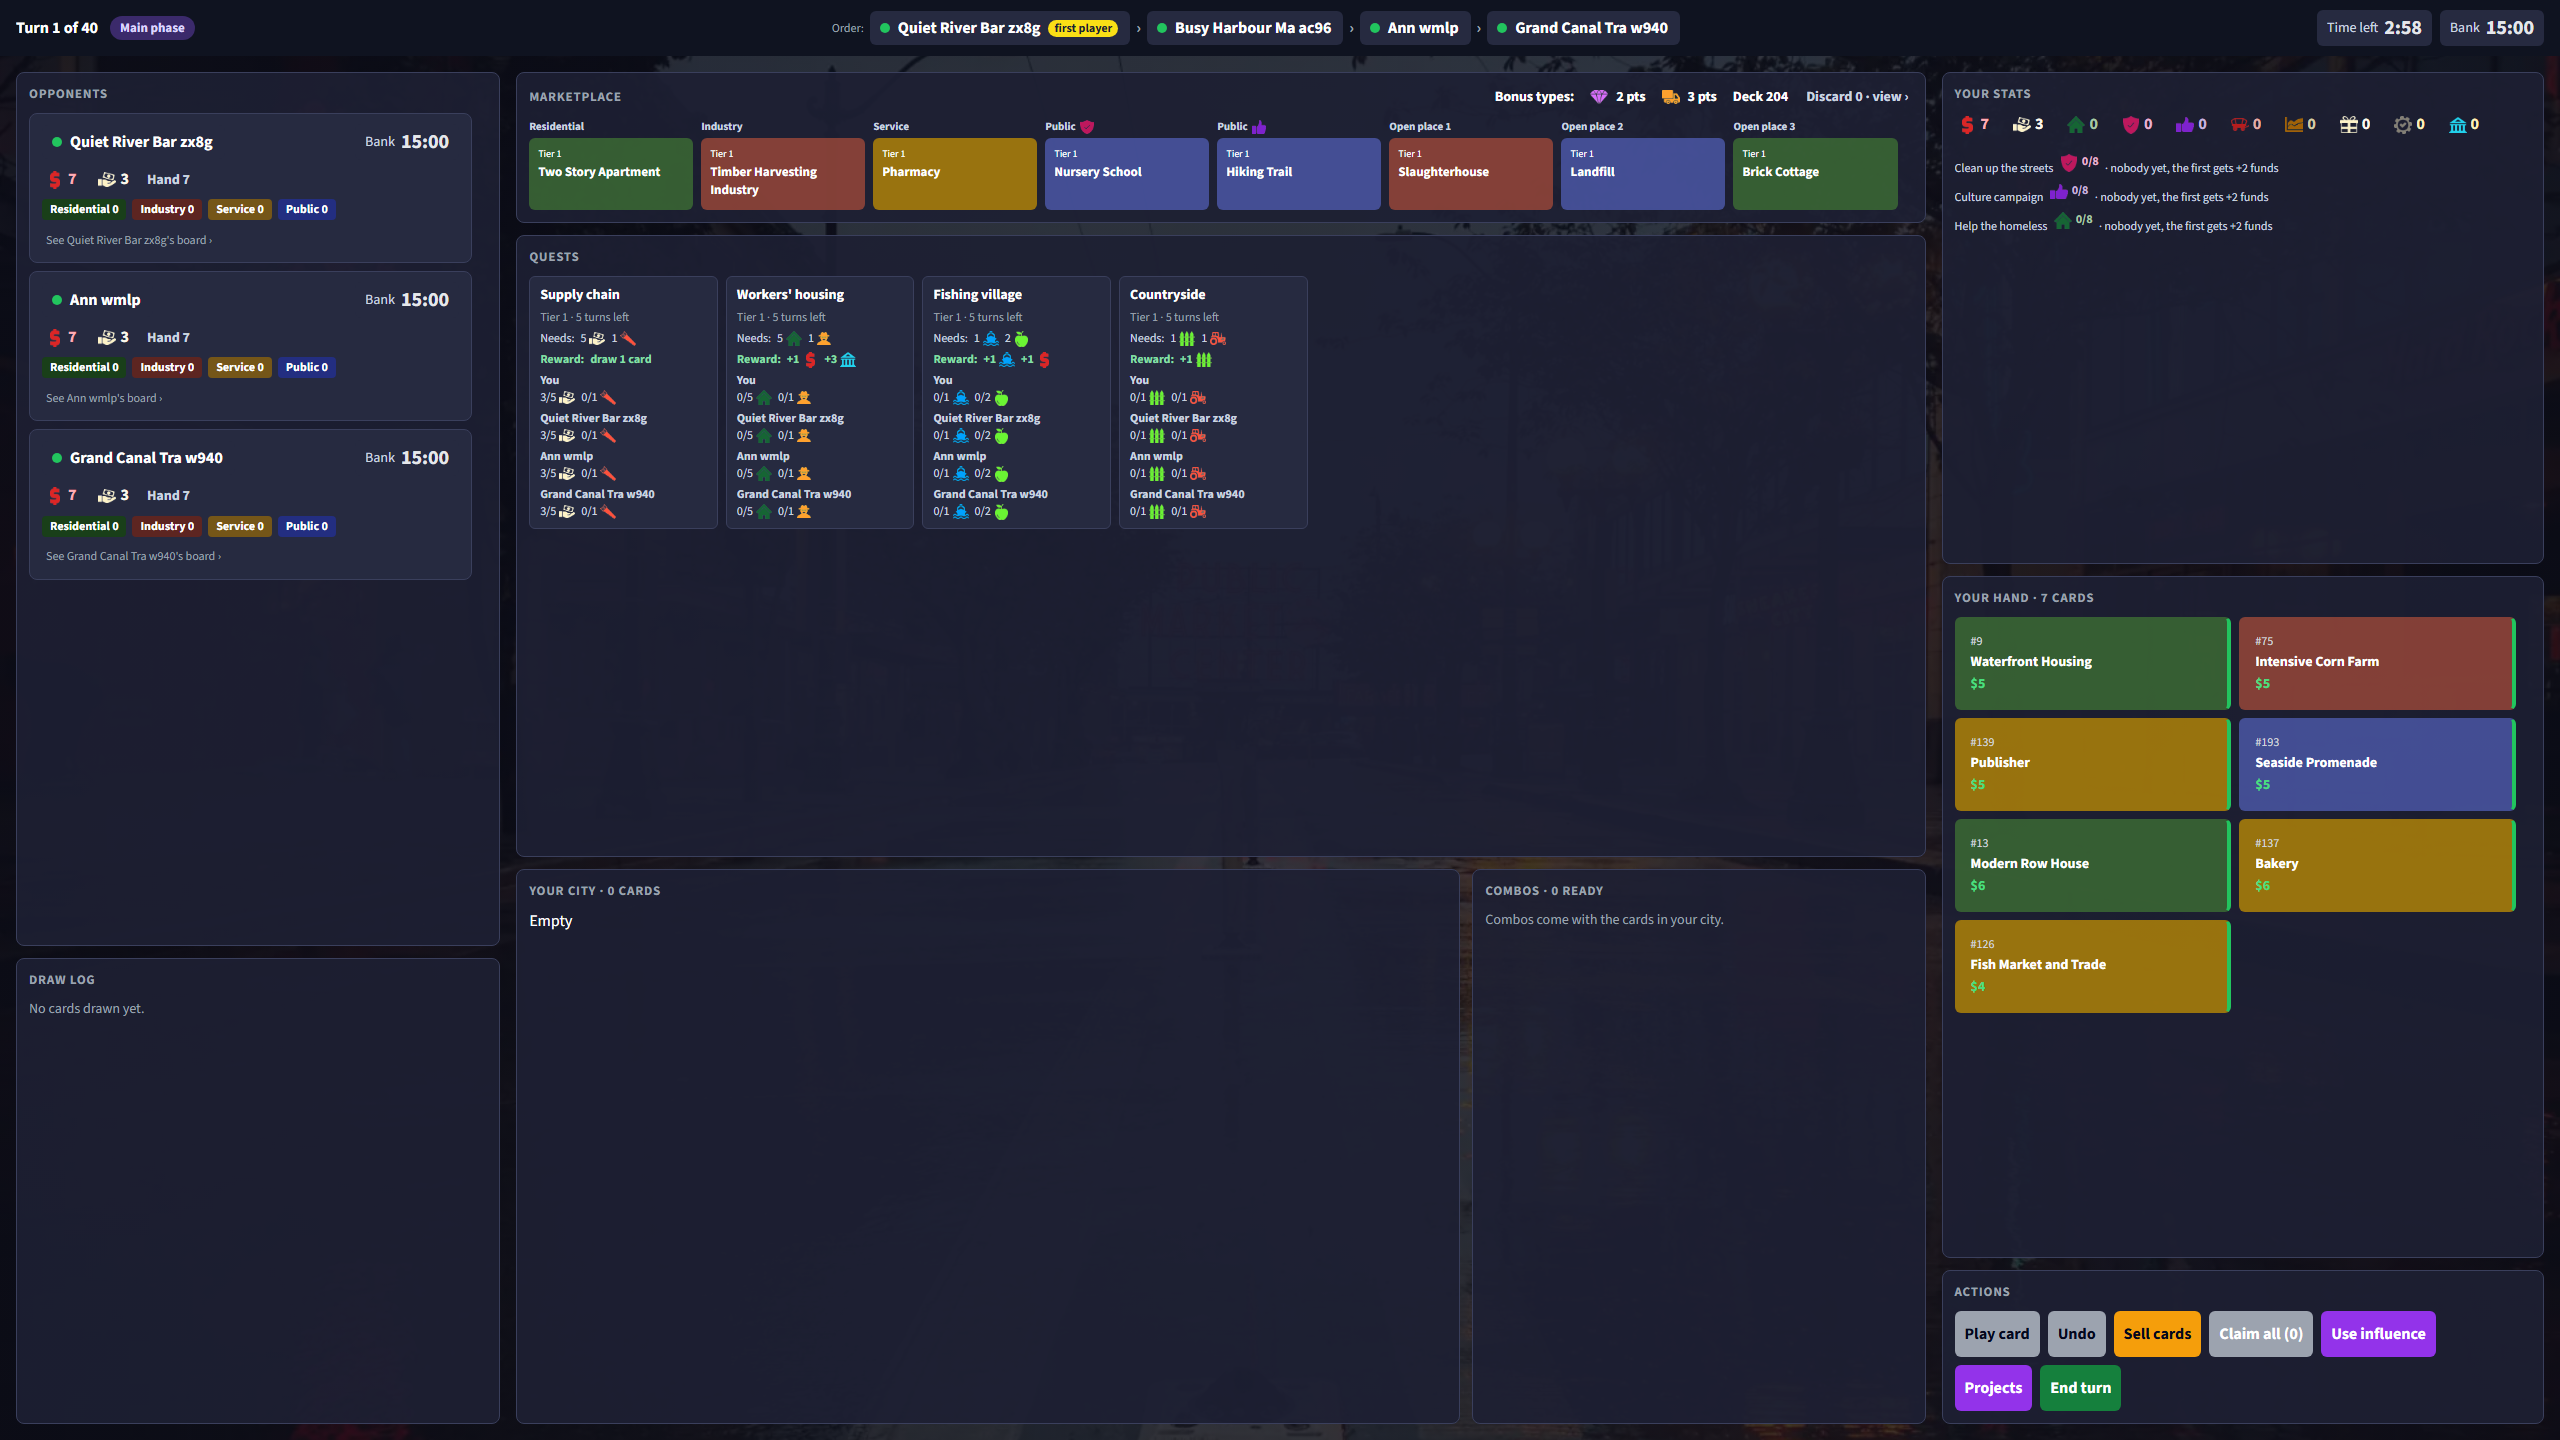 Turn 1 of 40 Main phase
Order: Quiet River Bar zx8g first player › Busy Harbour Ma ac96 › Ann wmlp › Grand Canal Tra w940
Time left 2:58 Bank 15:00
OPPONENTS
Quiet River Bar zx8g Bank 15:00
7 3 Hand 7
Residential 0 Industry 0 Service 0 Public 0
See Quiet River Bar zx8g's board ›
Ann wmlp Bank 15:00
7 3 Hand 7
Residential 0 Industry 0 Service 0 Public 0
See Ann wmlp's board ›
Grand Canal Tra w940 Bank 15:00
7 3 Hand 7
Residential 0 Industry 0 Service 0 Public 0
See Grand Canal Tra w940's board ›
DRAW LOG
No cards drawn yet.
MARKETPLACE
Bonus types: 2 pts 3 pts Deck 204 Discard 0 · view ›
Residential Industry Service Public Public Open place 1 Open place 2 Open place 3
Tier 1
Two Story Apartment
Tier 1
Timber Harvesting
Industry
Tier 1
Pharmacy
Tier 1
Nursery School
Tier 1
Hiking Trail
Tier 1
Slaughterhouse
Tier 1
Landfill
Tier 1
Brick Cottage
QUESTS
Supply chain
Tier 1 · 5 turns left
Needs: 5 1
Reward: draw 1 card
You
3/5 0/1
Quiet River Bar zx8g
3/5 0/1
Ann wmlp
3/5 0/1
Grand Canal Tra w940
3/5 0/1
Workers' housing
Tier 1 · 5 turns left
Needs: 5 1
Reward: +1 +3
You
0/5 0/1
Quiet River Bar zx8g
0/5 0/1
Ann wmlp
0/5 0/1
Grand Canal Tra w940
0/5 0/1
Fishing village
Tier 1 · 5 turns left
Needs: 1 2
Reward: +1 +1
You
0/1 0/2
Quiet River Bar zx8g
0/1 0/2
Ann wmlp
0/1 0/2
Grand Canal Tra w940
0/1 0/2
Countryside
Tier 1 · 5 turns left
Needs: 1 1
Reward: +1
You
0/1 0/1
Quiet River Bar zx8g
0/1 0/1
Ann wmlp
0/1 0/1
Grand Canal Tra w940
0/1 0/1
YOUR CITY · 0 CARDS
Empty
COMBOS · 0 READY
Combos come with the cards in your city.
YOUR STATS
7 3 0 0 0 0 0 0 0 0
Clean up the streets 0/8 · nobody yet, the first gets +2 funds
Culture campaign 0/8 · nobody yet, the first gets +2 funds
Help the homeless 0/8 · nobody yet, the first gets +2 funds
YOUR HAND · 7 CARDS
#9
Waterfront Housing
$5
#75
Intensive Corn Farm
$5
#139
Publisher
$5
#193
Seaside Promenade
$5
#13
Modern Row House
$6
#137
Bakery
$6
#126
Fish Market and Trade
$4
ACTIONS
Play card Undo Sell cards Claim all (0) Use influence
Projects End turn